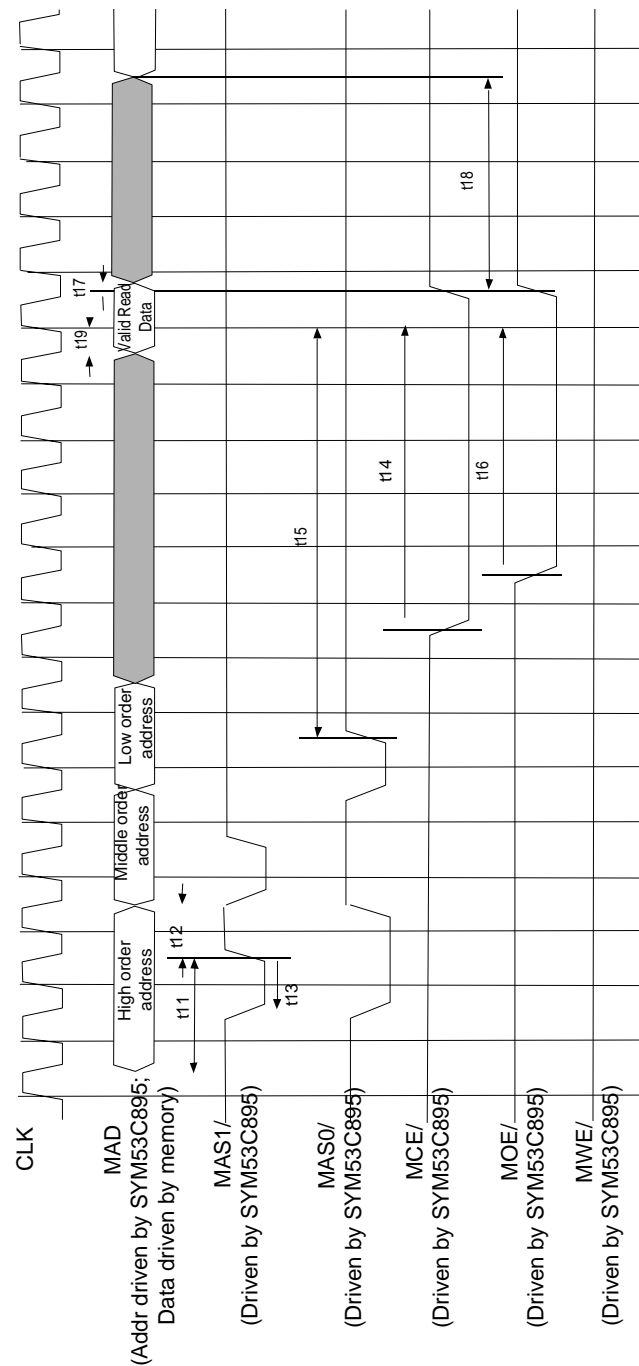 CLK
MAD
(Addr driven by SYM53C895;
Data driven by memory)
High order
address
Middle order
address
Low order
address
Valid Read
Data
t11
t12
t13
t19
t17
MAS1/
(Driven by SYM53C895)
MAS0/
(Driven by SYM53C895)
t15
MCE/
(Driven by SYM53C895)
t14
MOE/
(Driven by SYM53C895)
t16
t18
MWE/
(Driven by SYM53C895)